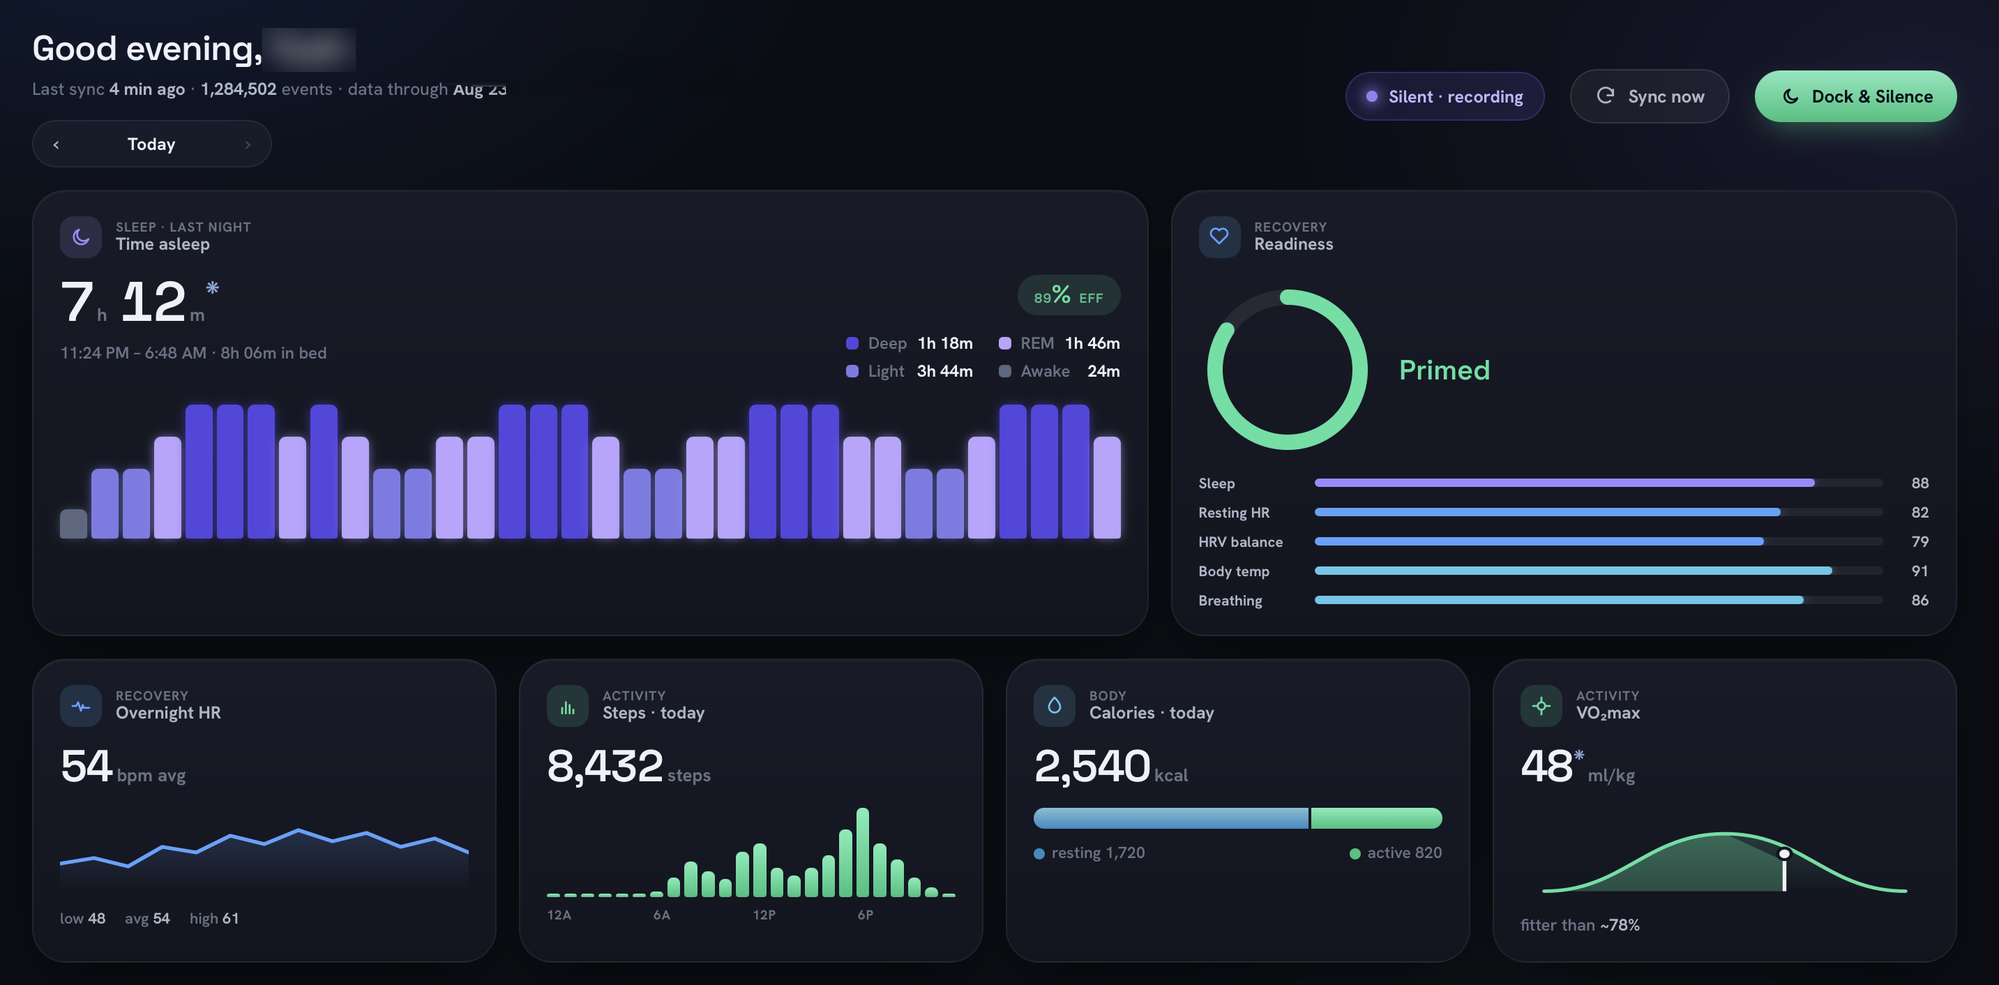 Good evening,
Last sync 4 min ago · 1,284,502 events · data through Aug 23
‹ Today ›
Silent · recording
Sync now
Dock & Silence
SLEEP · LAST NIGHT
Time asleep
7h 12m*
11:24 PM – 6:48 AM · 8h 06m in bed
89% EFF
Deep 1h 18m REM 1h 46m
Light 3h 44m Awake 24m
RECOVERY
Readiness
Primed
Sleep 88
Resting HR 82
HRV balance 79
Body temp 91
Breathing 86
RECOVERY
Overnight HR
54 bpm avg
low 48 avg 54 high 61
ACTIVITY
Steps · today
8,432 steps
12A 6A 12P 6P
BODY
Calories · today
2,540 kcal
resting 1,720 active 820
ACTIVITY
VO₂max
48* ml/kg
fitter than ~78%